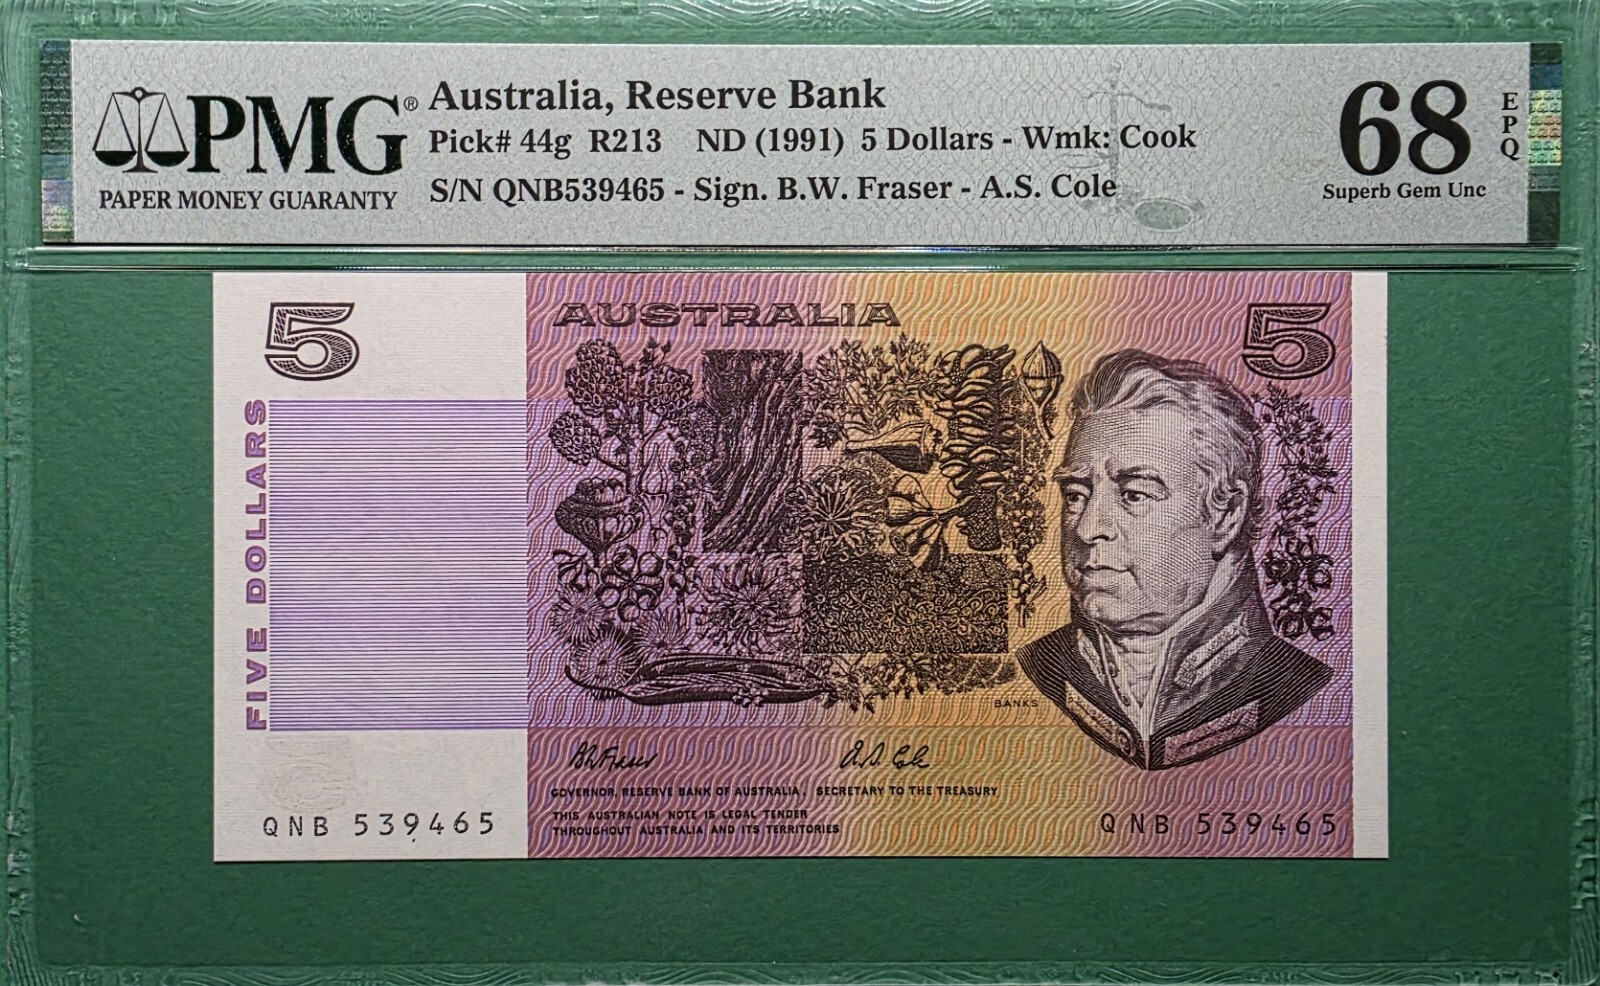 PMG®
PAPER MONEY GUARANTY
Australia, Reserve Bank
Pick# 44g R213 ND (1991) 5 Dollars - Wmk: Cook
S/N QNB539465 - Sign. B.W. Fraser - A.S. Cole
68
EPQ
Superb Gem Unc
5
AUSTRALIA
5
FIVE DOLLARS
BANKS
BWFraser
A.S. Cole
GOVERNOR, RESERVE BANK OF AUSTRALIA, SECRETARY TO THE TREASURY
THIS AUSTRALIAN NOTE IS LEGAL TENDER
THROUGHOUT AUSTRALIA AND ITS TERRITORIES
QNB 539465
QNB 539465